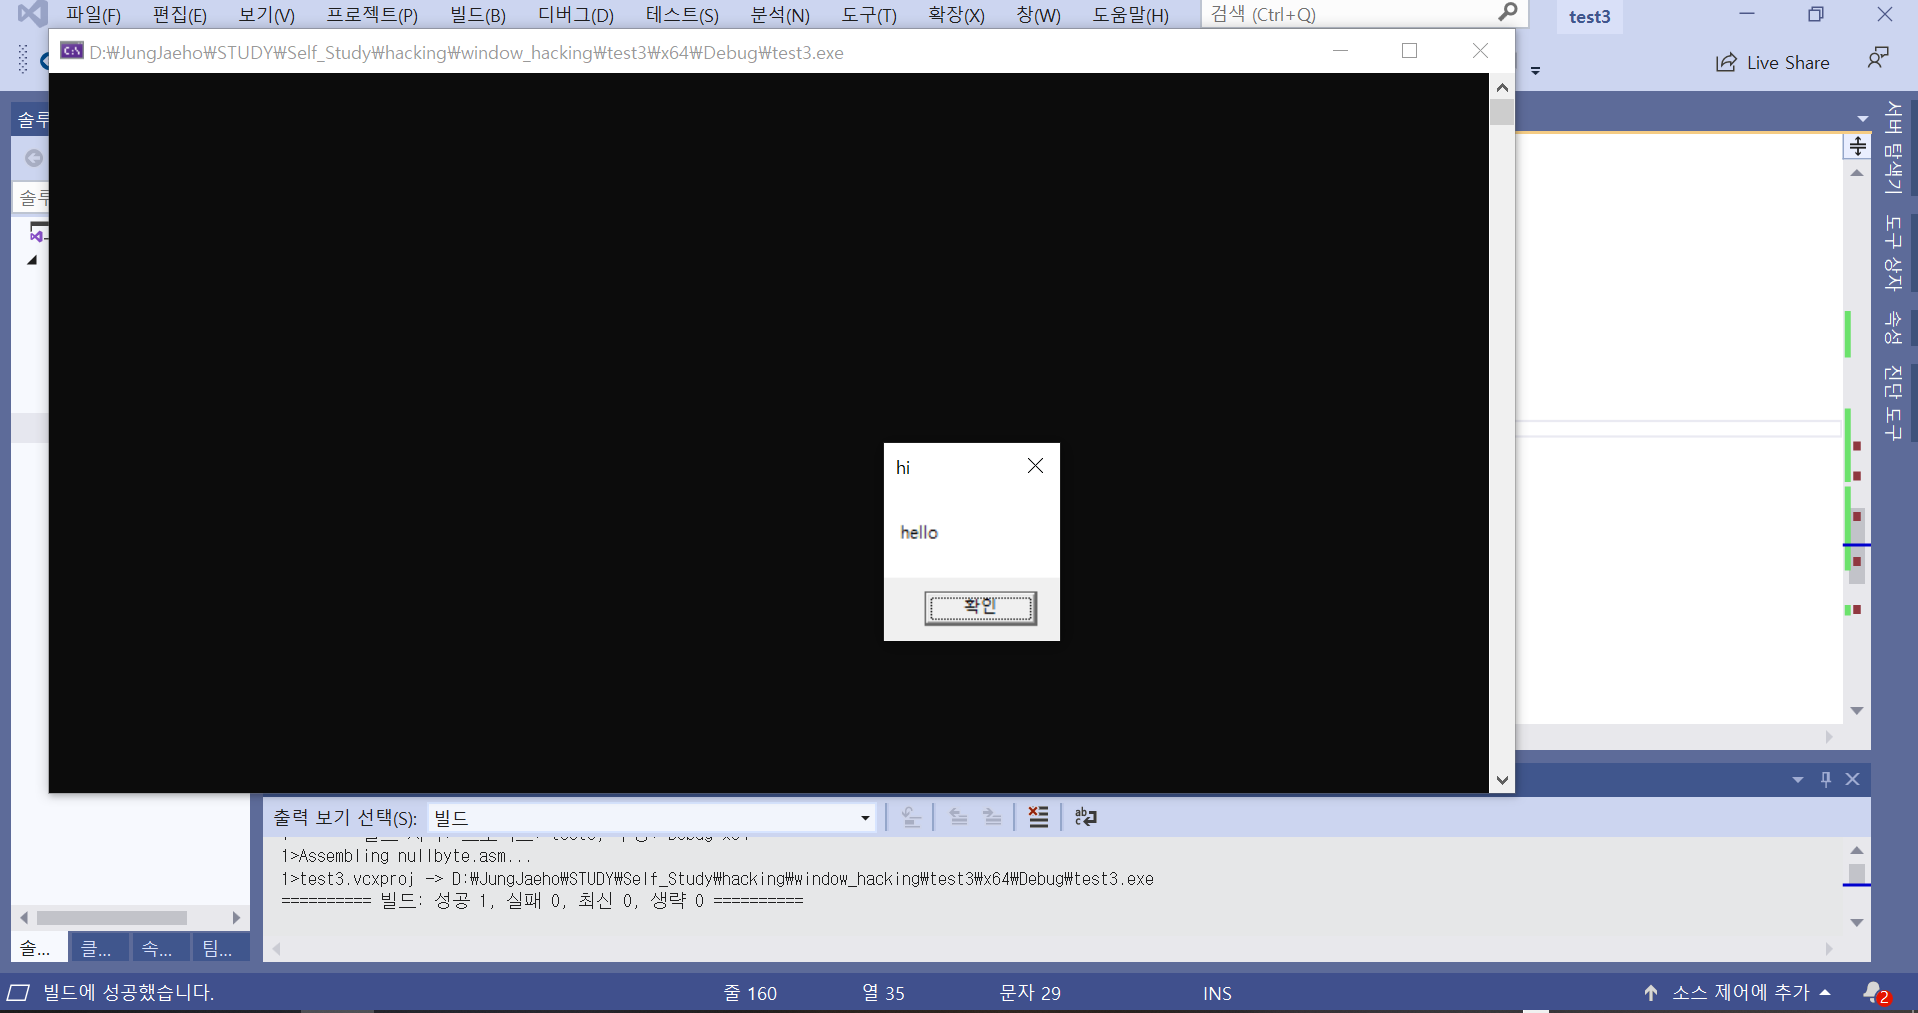 파일(F) 편집(E) 보기(V) 프로젝트(P) 빌드(B) 디버그(D) 테스트(S) 분석(N) 도구(T) 확장(X) 창(W) 도움말(H) 검색 (Ctrl+Q) test3
D:₩JungJaeho₩STUDY₩Self_Study₩hacking₩window_hacking₩test3₩x64₩Debug₩test3.exe
Live Share
솔루
솔루
서버 탐색기
도구 상자
속성
진단 도구
hi
hello
확인
출력 보기 선택(S): 빌드
1>Assembling nullbyte.asm...
1>test3.vcxproj -> D:₩JungJaeho₩STUDY₩Self_Study₩hacking₩window_hacking₩test3₩x64₩Debug₩test3.exe
========== 빌드: 성공 1, 실패 0, 최신 0, 생략 0 ==========
솔... 클... 속... 팀...
빌드에 성공했습니다. 줄 160 열 35 문자 29 INS 소스 제어에 추가 2